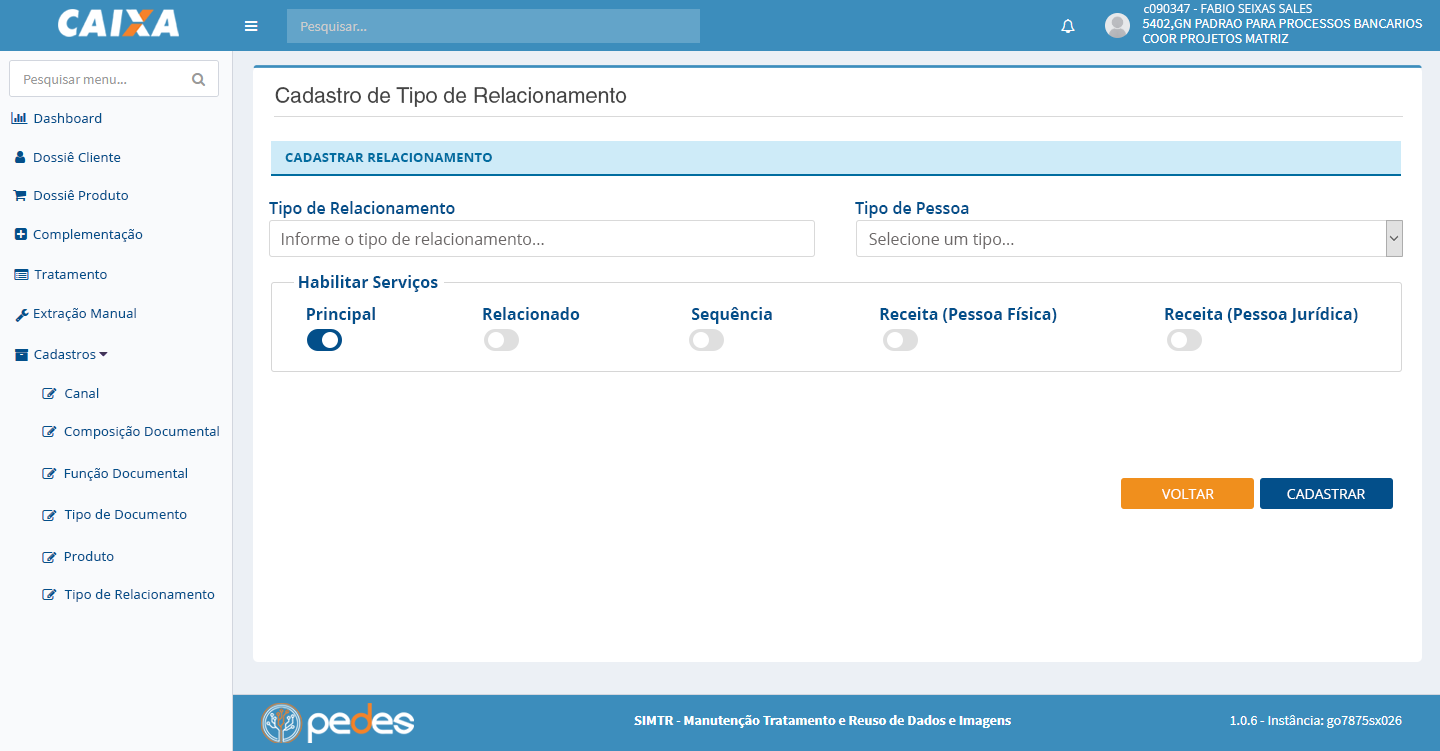 CAIXA
Pesquisar...
c090347 - FABIO SEIXAS SALES
5402,GN PADRAO PARA PROCESSOS BANCARIOS
COOR PROJETOS MATRIZ
Pesquisar menu...
Dashboard
Dossiê Cliente
Dossiê Produto
Complementação
Tratamento
Extração Manual
Cadastros
Canal
Composição Documental
Função Documental
Tipo de Documento
Produto
Tipo de Relacionamento
Cadastro de Tipo de Relacionamento
CADASTRAR RELACIONAMENTO
Tipo de Relacionamento
Informe o tipo de relacionamento...
Tipo de Pessoa
Selecione um tipo...
Habilitar Serviços
Principal
Relacionado
Sequência
Receita (Pessoa Física)
Receita (Pessoa Jurídica)
VOLTAR
CADASTRAR
pedes
SIMTR - Manutenção Tratamento e Reuso de Dados e Imagens
1.0.6 - Instância: go7875sx026